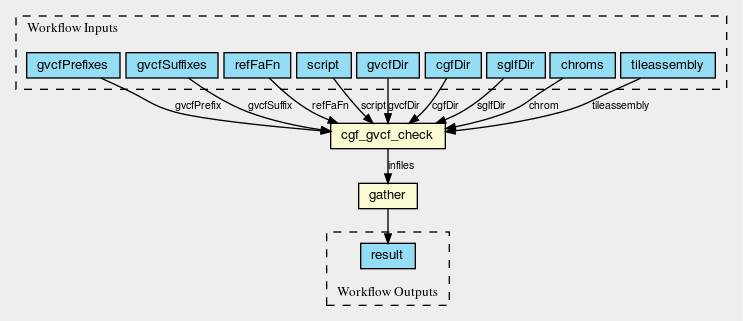 Workflow Inputs
gvcfPrefixes gvcfSuffixes refFaFn script gvcfDir cgfDir sglfDir chroms tileassembly
gvcfPrefix gvcfSuffix refFaFn script gvcfDir cgfDir sglfDir chrom tileassembly
cgf_gvcf_check
infiles
gather
result
Workflow Outputs